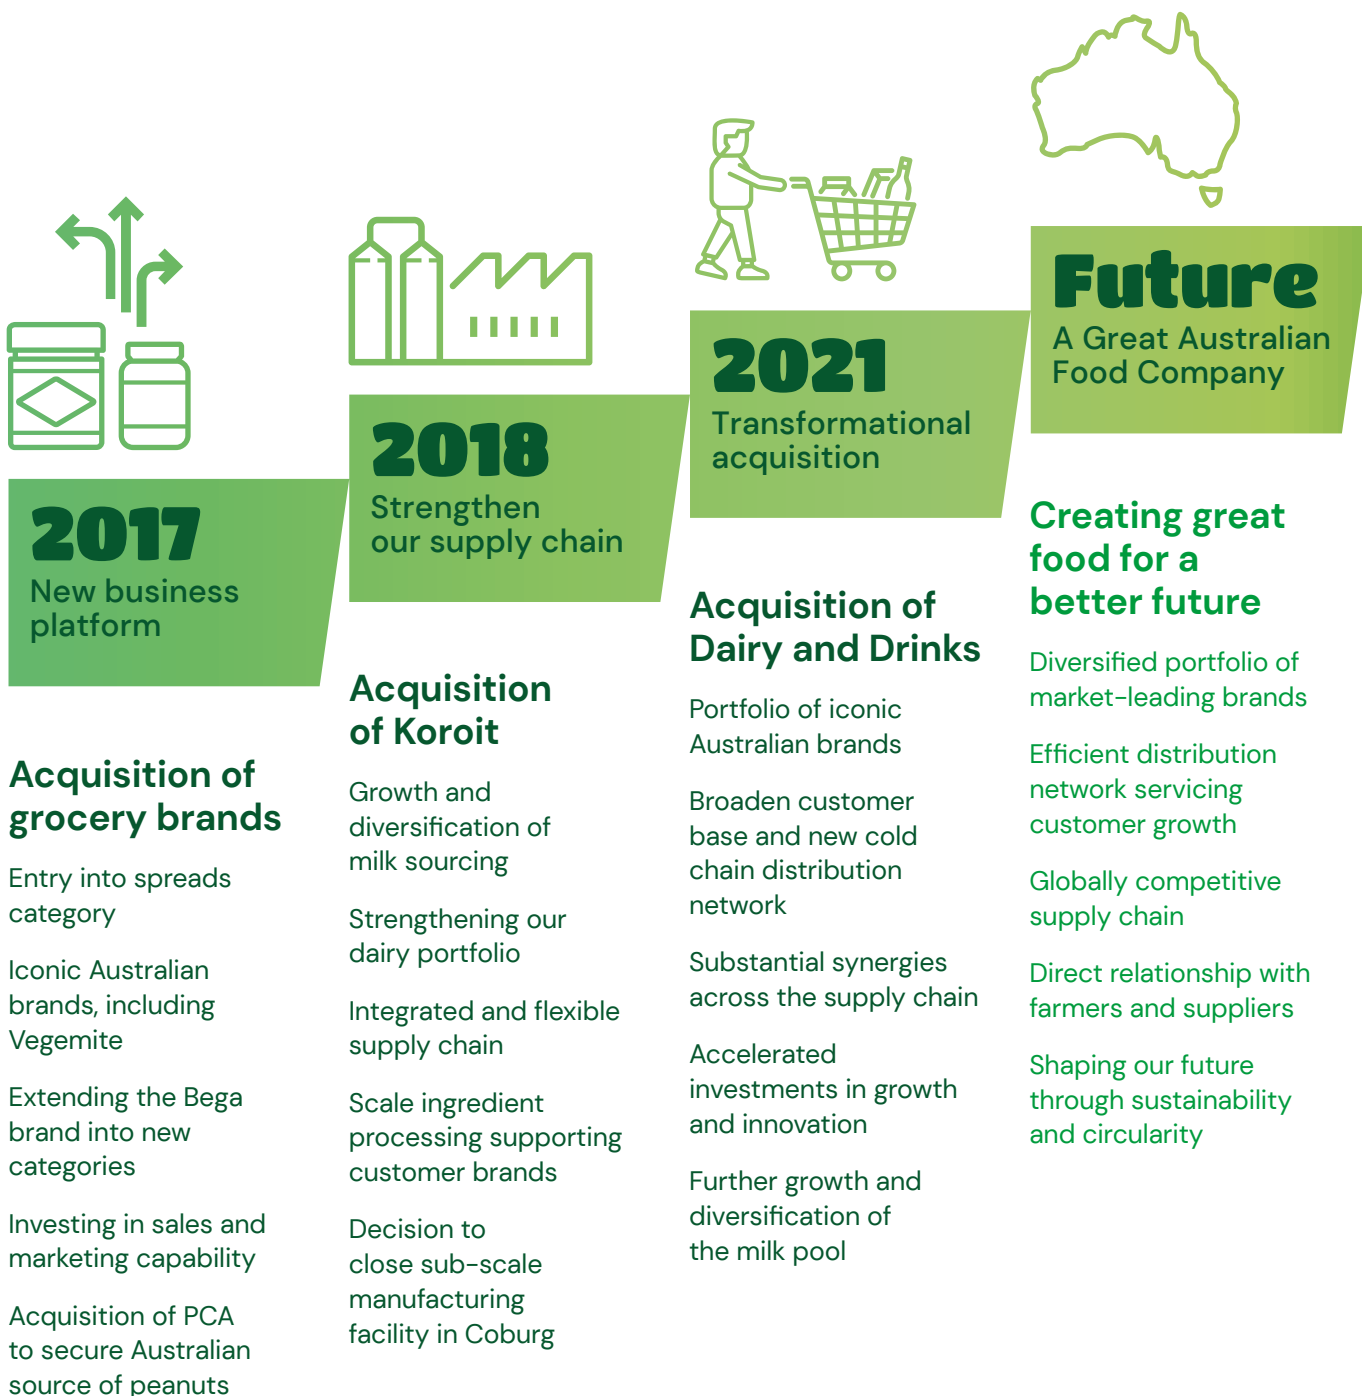 2017
New business
platform
Acquisition of
grocery brands
Entry into spreads
category
Iconic Australian
brands, including
Vegemite
Extending the Bega
brand into new
categories
Investing in sales and
marketing capability
Acquisition of PCA
to secure Australian
source of peanuts
2018
Strengthen
our supply chain
Acquisition
of Koroit
Growth and
diversification of
milk sourcing
Strengthening our
dairy portfolio
Integrated and flexible
supply chain
Scale ingredient
processing supporting
customer brands
Decision to
close sub-scale
manufacturing
facility in Coburg
2021
Transformational
acquisition
Acquisition of
Dairy and Drinks
Portfolio of iconic
Australian brands
Broaden customer
base and new cold
chain distribution
network
Substantial synergies
across the supply chain
Accelerated
investments in growth
and innovation
Further growth and
diversification of
the milk pool
Future
A Great Australian
Food Company
Creating great
food for a
better future
Diversified portfolio of
market-leading brands
Efficient distribution
network servicing
customer growth
Globally competitive
supply chain
Direct relationship with
farmers and suppliers
Shaping our future
through sustainability
and circularity